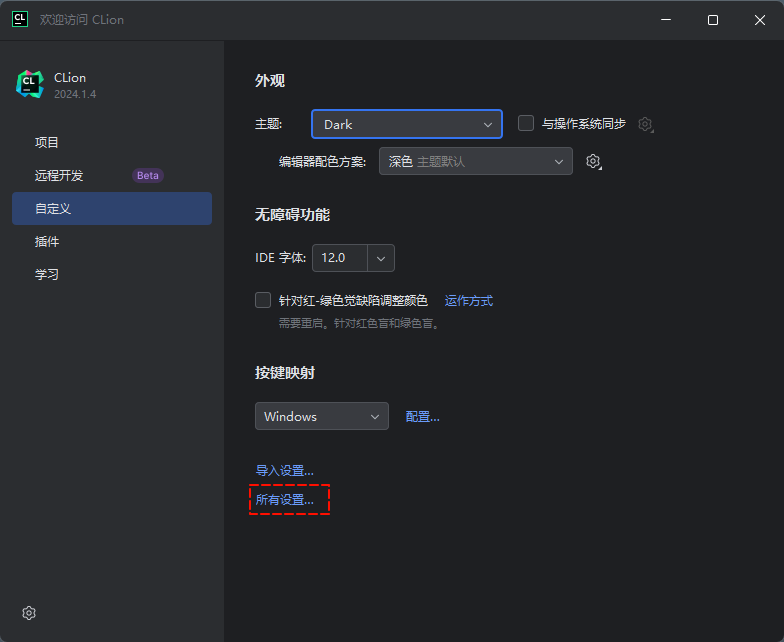 CL 欢迎访问 CLion
CL CLion
2024.1.4
项目
远程开发 Beta
自定义
插件
学习
外观
主题: Dark 与操作系统同步
编辑器配色方案: 深色 主题默认
无障碍功能
IDE 字体: 12.0
针对红-绿色觉缺陷调整颜色 运作方式
需要重启。针对红色盲和绿色盲。
按键映射
Windows 配置...
导入设置...
所有设置...